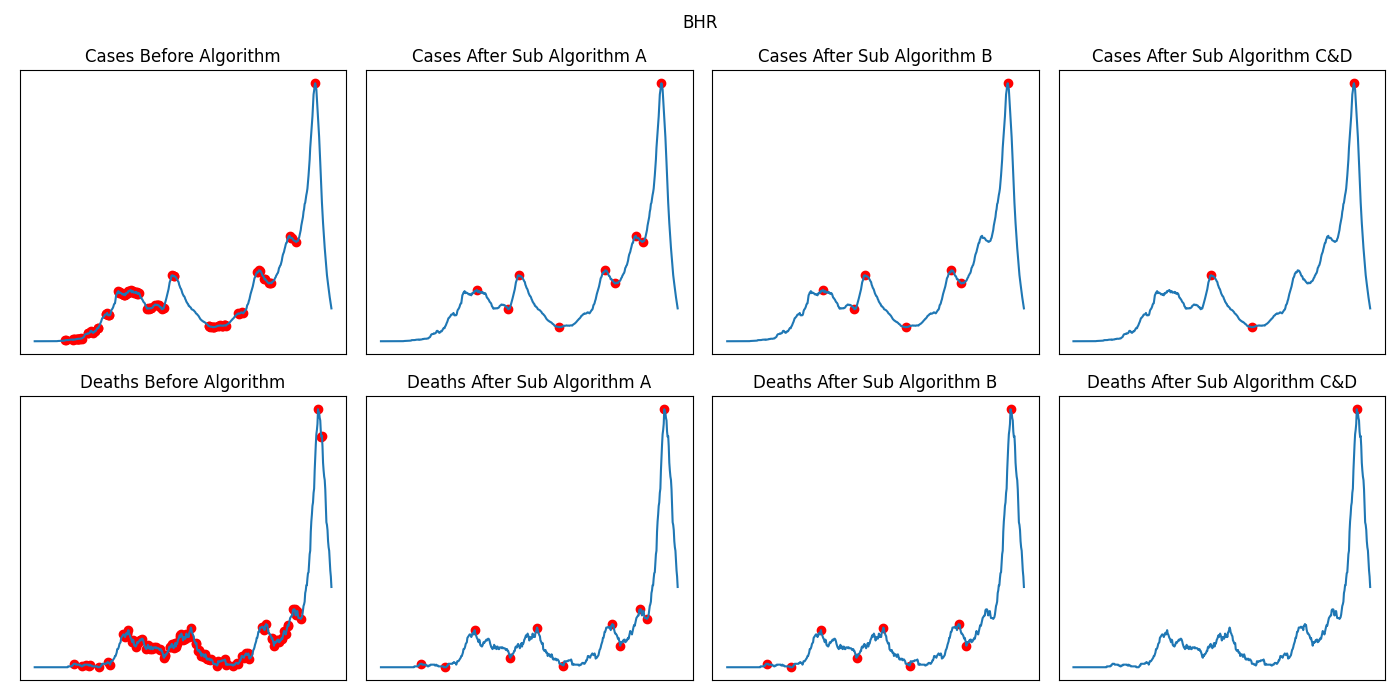 BHR
Cases Before Algorithm
Cases After Sub Algorithm A
Cases After Sub Algorithm B
Cases After Sub Algorithm C&D
Deaths Before Algorithm
Deaths After Sub Algorithm A
Deaths After Sub Algorithm B
Deaths After Sub Algorithm C&D